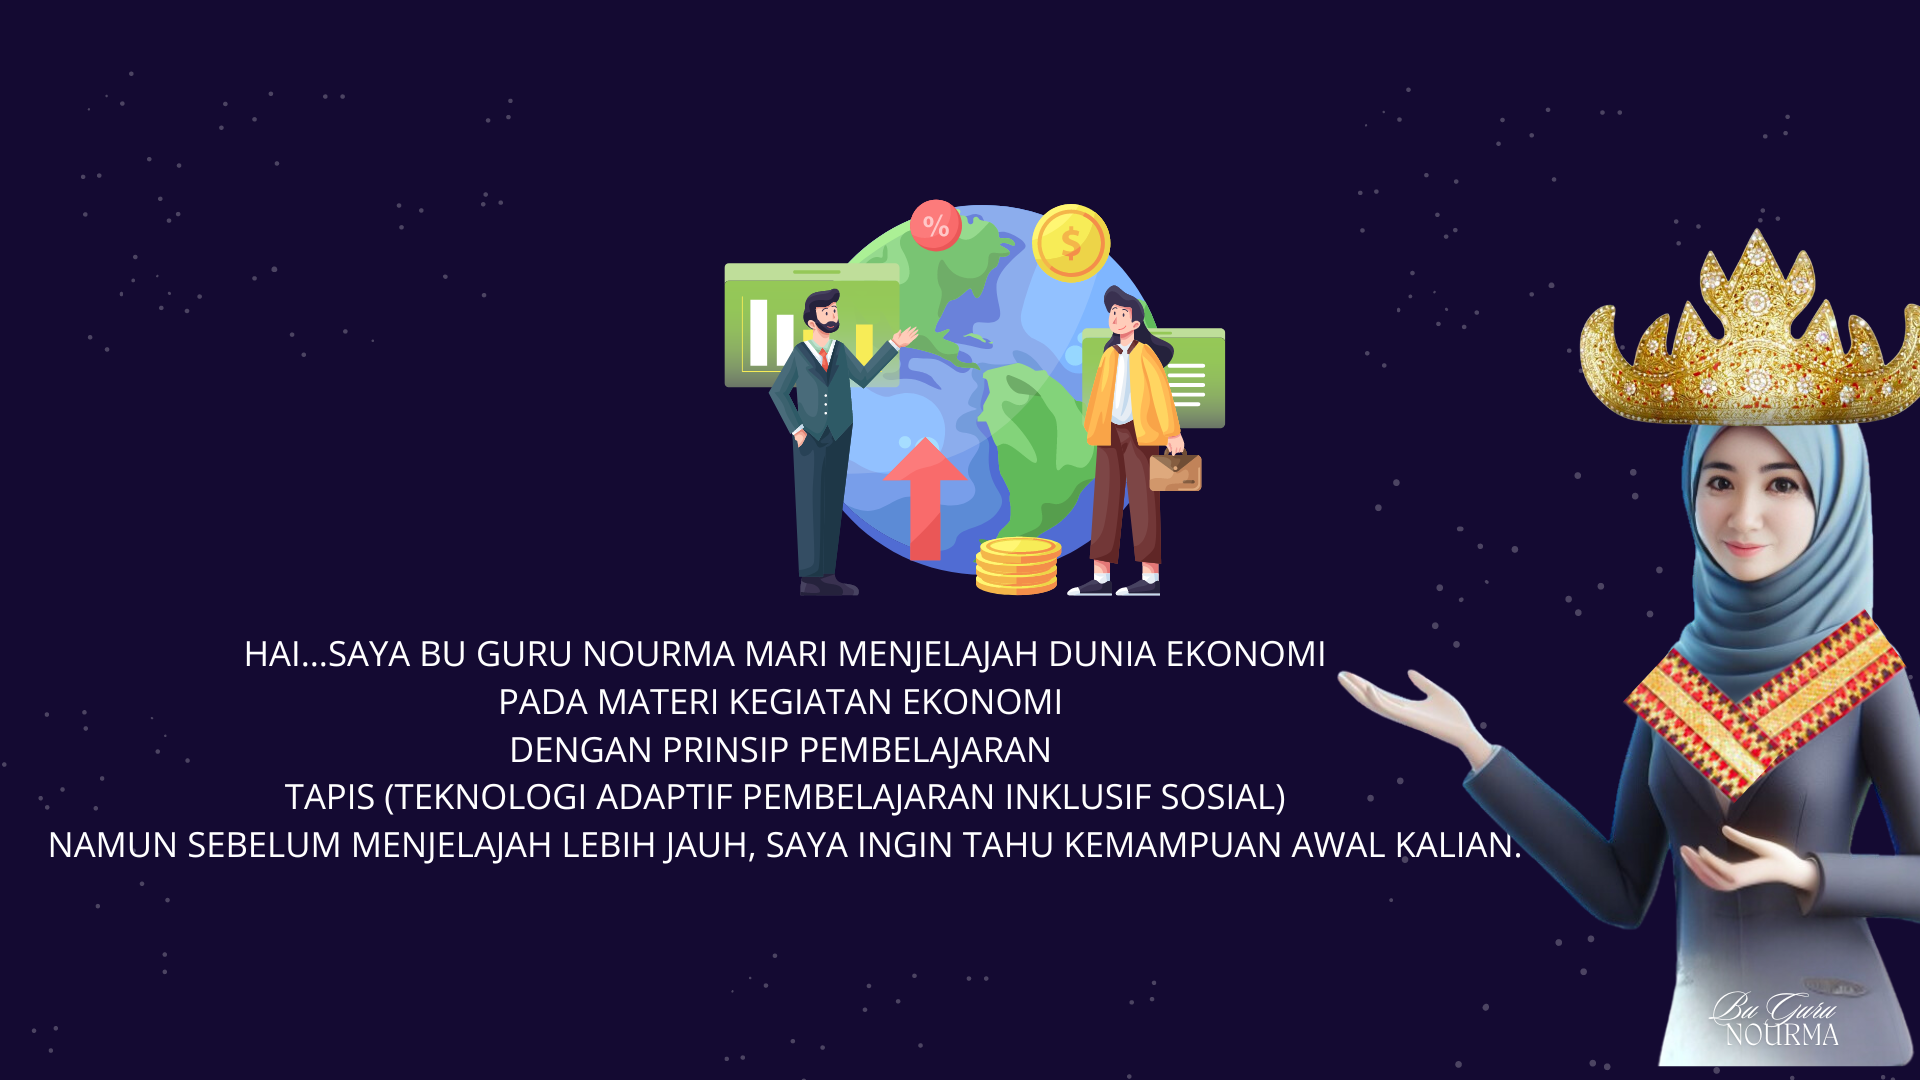 %
$
HAI...SAYA BU GURU NOURMA MARI MENJELAJAH DUNIA EKONOMI
PADA MATERI KEGIATAN EKONOMI
DENGAN PRINSIP PEMBELAJARAN
TAPIS (TEKNOLOGI ADAPTIF PEMBELAJARAN INKLUSIF SOSIAL)
NAMUN SEBELUM MENJELAJAH LEBIH JAUH, SAYA INGIN TAHU KEMAMPUAN AWAL KALIAN.
Bu Guru
NOURMA